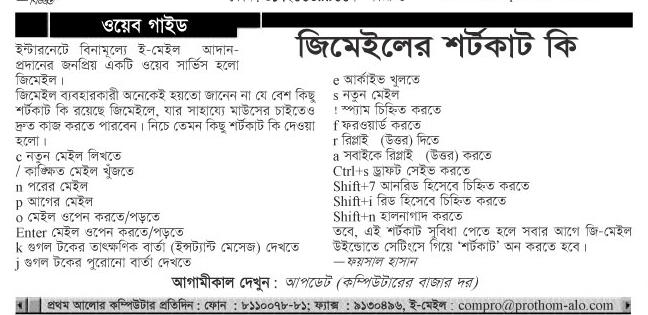 ওয়েব গাইড
জিমেইলের শর্টকাট কি
ইন্টারনেটে বিনামূল্যে ই-মেইল আদান-
প্রদানের জনপ্রিয় একটি ওয়েব সার্ভিস হলো
জিমেইল।
জিমেইল ব্যবহারকারী অনেকেই হয়তো জানেন না যে বেশ কিছু
শর্টকাট কি রয়েছে জিমেইলে, যার সাহায্যে মাউসের চাইতেও
দ্রুত কাজ করতে পারবেন। নিচে তেমন কিছু শর্টকাট কি দেওয়া
হলো।
c নতুন মেইল লিখতে
/ কাঙ্ক্ষিত মেইল খুঁজতে
n পরের মেইল
p আগের মেইল
o মেইল ওপেন করতে/পড়তে
Enter মেইল ওপেন করতে/পড়তে
k গুগল টকের তাৎক্ষণিক বার্তা (ইন্সট্যান্ট মেসেজ) দেখতে
j গুগল টকের পুরোনো বার্তা দেখতে
e আর্কাইভ খুলতে
s নতুন মেইল
! স্প্যাম চিহ্নিত করতে
f ফরওয়ার্ড করতে
r রিপ্লাই (উত্তর) দিতে
a সবাইকে রিপ্লাই (উত্তর) করতে
Ctrl+s ড্রাফট সেইভ করতে
Shift+7 আনরিড হিসেবে চিহ্নিত করতে
Shift+i রিড হিসেবে চিহ্নিত করতে
Shift+n হালনাগাদ করতে
তবে, এই শর্টকাট সুবিধা পেতে হলে সবার আগে জি-মেইল
উইন্ডোতে সেটিংসে গিয়ে ‘শর্টকাট’ অন করতে হবে।
—ফয়সাল হাসান
আগামীকাল দেখুন : আপডেট (কম্পিউটারের বাজার দর)
প্রথম আলোর কম্পিউটার প্রতিদিন : ফোন : ৮১১০০৭৮-৮১; ফ্যাক্স : ৯১৩০৪৯৬, ই-মেইল : compro@prothom-alo.com